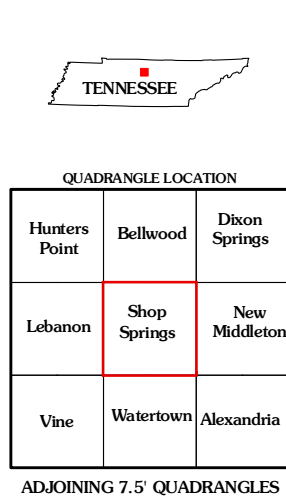 TENNESSEE
QUADRANGLE LOCATION
Hunters
Point
Bellwood
Dixon
Springs
Lebanon
Shop
Springs
New
Middleton
Vine
Watertown
Alexandria
ADJOINING 7.5' QUADRANGLES